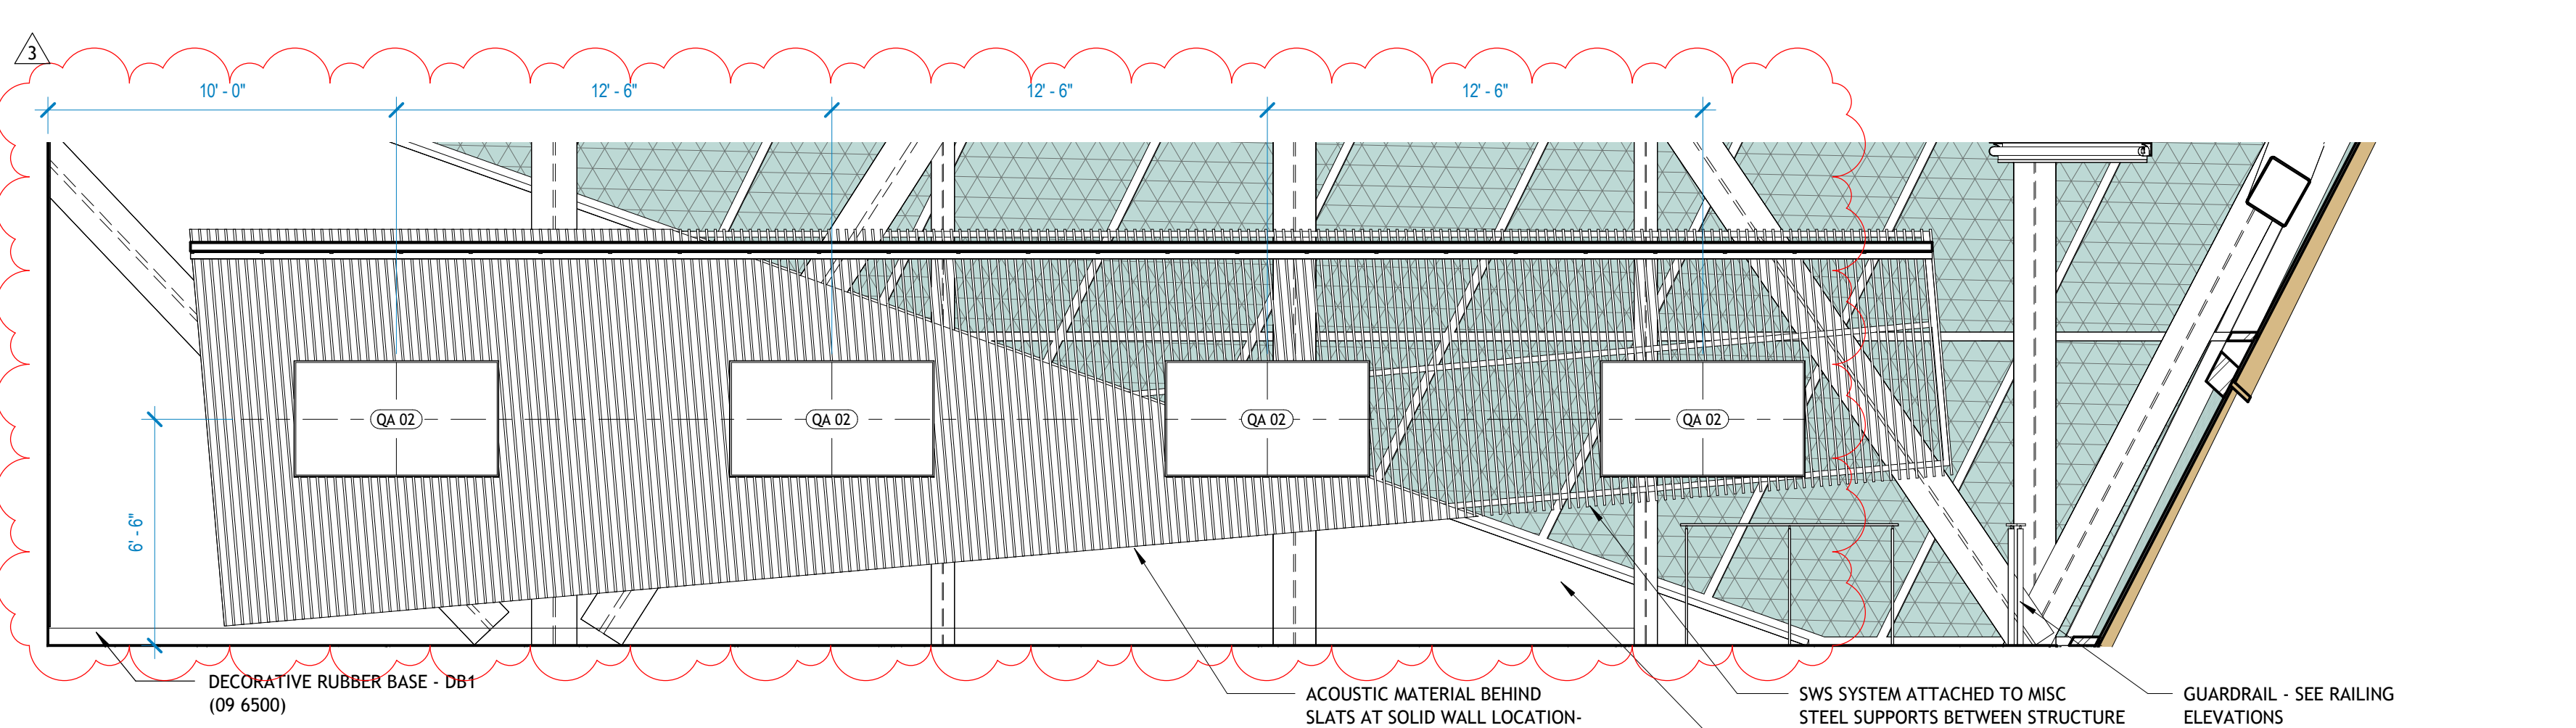 3
10' - 0"
12' - 6"
12' - 6"
12' - 6"
QA 02
QA 02
QA 02
QA 02
6' - 6"
DECORATIVE RUBBER BASE - DB1
(09 6500)
ACOUSTIC MATERIAL BEHIND
SLATS AT SOLID WALL LOCATION-
SWS SYSTEM ATTACHED TO MISC
STEEL SUPPORTS BETWEEN STRUCTURE
GUARDRAIL - SEE RAILING
ELEVATIONS